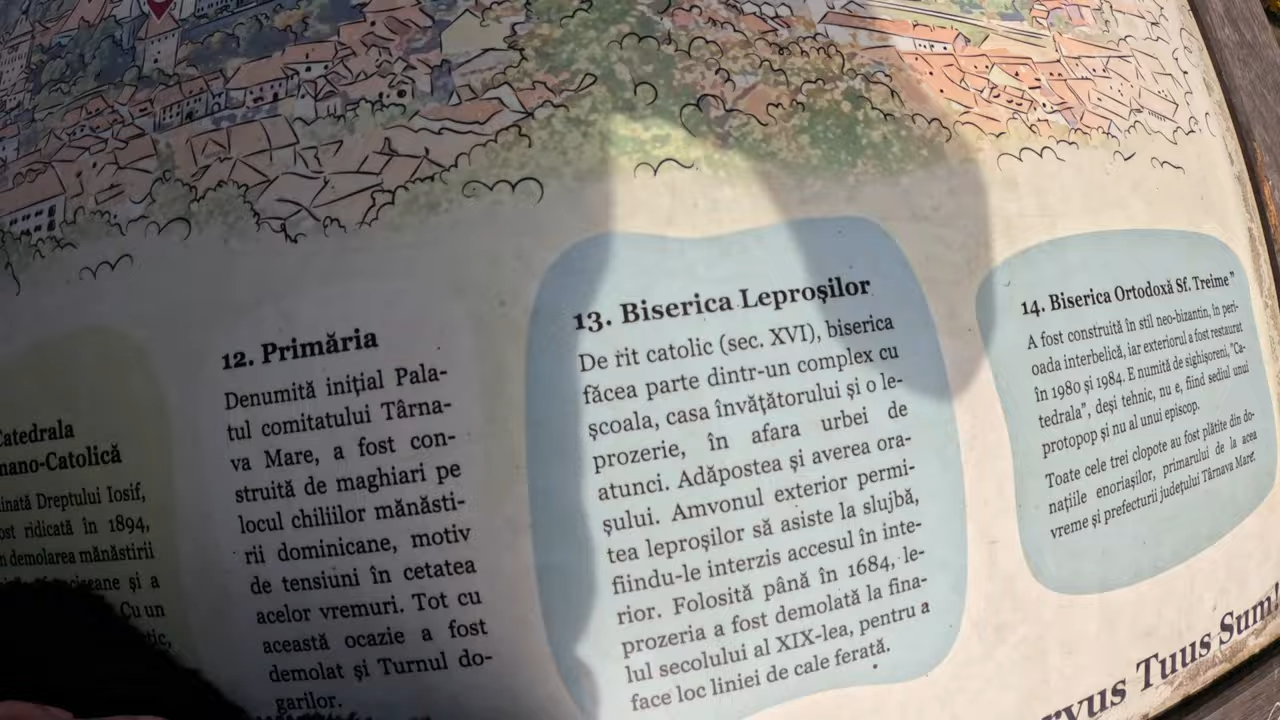 Catedrala
mano-Catolică
inată Dreptului Iosif,
ost ridicată în 1894,
demolarea mănăstirii
și a
Cu un
12. Primăria
Denumită inițial Pala-
tul comitatului Târna-
va Mare, a fost con-
struită de maghiari pe
locul chiliilor mănăsti-
rii dominicane, motiv
de tensiuni în cetatea
acelor vremuri. Tot cu
această ocazie a fost
demolat și Turnul do-
garilor.
13. Biserica Leproșilor
De rit catolic (sec. XVI), biserica
făcea parte dintr-un complex cu
școala, casa învățătorului și o le-
prozerie, în afara urbei de
atunci. Adăpostea și averea ora-
șului. Amvonul exterior permi-
tea leproșilor să asiste la slujbă,
fiindu-le interzis accesul în inte-
rior. Folosită până în 1684, le-
prozeria a fost demolată la fina-
lul secolului al XIX-lea, pentru a
face loc liniei de cale ferată.
14. Biserica Ortodoxă Sf. Treime"
A fost construită în stil neo-bizantin, în peri-
oada interbelică, iar exteriorul a fost restaurat
în 1980 și 1984. E numită de sighișoreni, "Ca-
tedrala", deși tehnic, nu e, fiind sediul unui
protopop și nu al unui episcop.
Toate cele trei clopote au fost plătite din do-
națiile enoriașilor, primarului de la acea
vreme și prefecturii județului Târnava Mare.
rvus Tuus Sum!